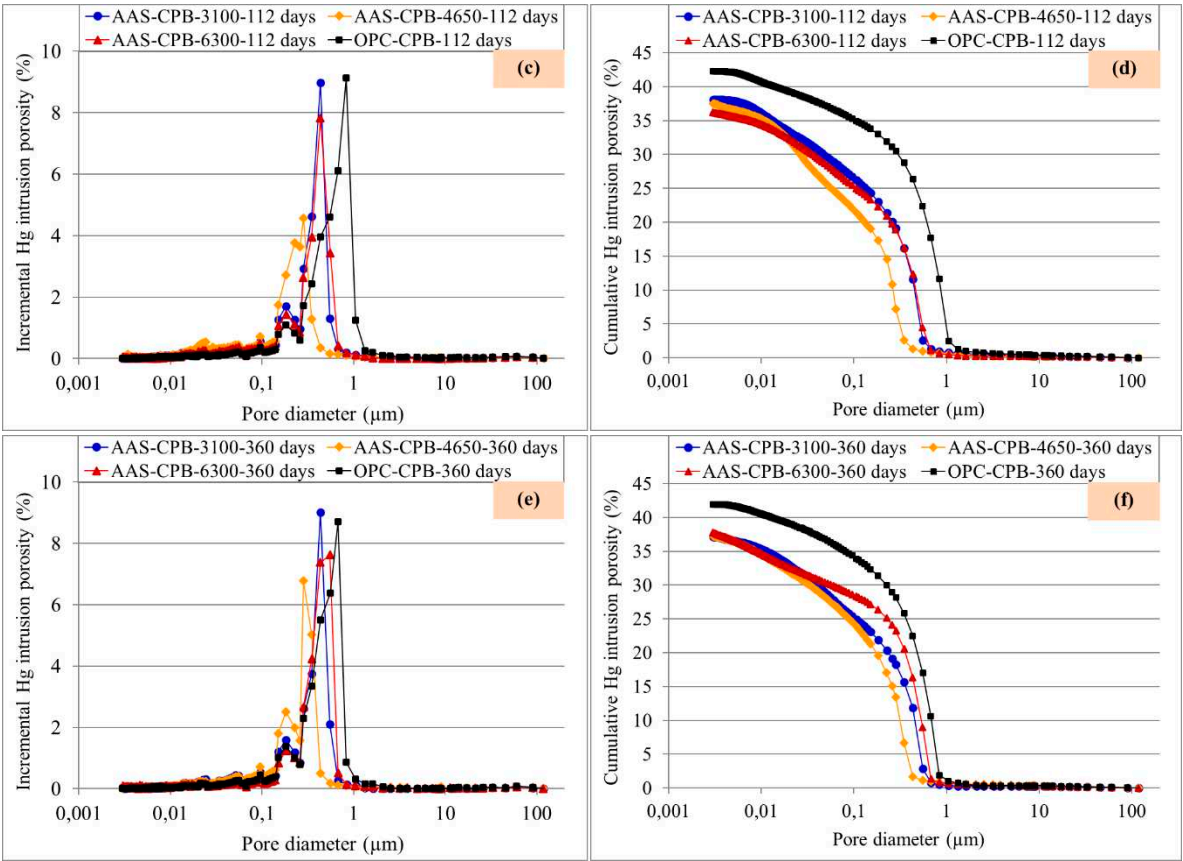 AAS-CPB-3100-112 days AAS-CPB-4650-112 days
AAS-CPB-6300-112 days OPC-CPB-112 days
(c)
Incremental Hg intrusion porosity (%)
10
8
6
4
2
0
0,001 0,01 0,1 1 10 100
Pore diameter (µm)
AAS-CPB-3100-112 days AAS-CPB-4650-112 days
AAS-CPB-6300-112 days OPC-CPB-112 days
(d)
Cumulative Hg intrusion porosity (%)
45
40
35
30
25
20
15
10
5
0
0,001 0,01 0,1 1 10 100
Pore diameter (µm)
AAS-CPB-3100-360 days AAS-CPB-4650-360 days
AAS-CPB-6300-360 days OPC-CPB-360 days
(e)
Incremental Hg intrusion porosity (%)
10
8
6
4
2
0
0,001 0,01 0,1 1 10 100
Pore diameter (µm)
AAS-CPB-3100-360 days AAS-CPB-4650-360 days
AAS-CPB-6300-360 days OPC-CPB-360 days
(f)
Cumulative Hg intrusion porosity (%)
45
40
35
30
25
20
15
10
5
0
0,001 0,01 0,1 1 10 100
Pore diameter (µm)